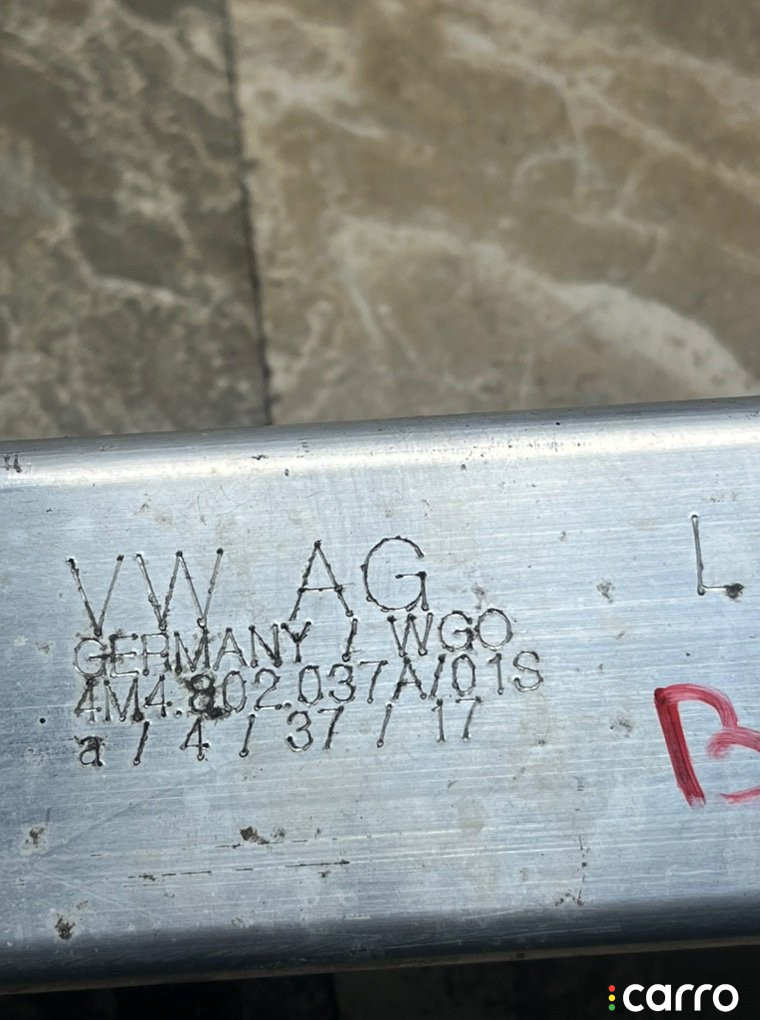 VW AG
L
GERMANY / WGO
4M4.802.037A/01S
a / 4 / 37 / 17
B
carro